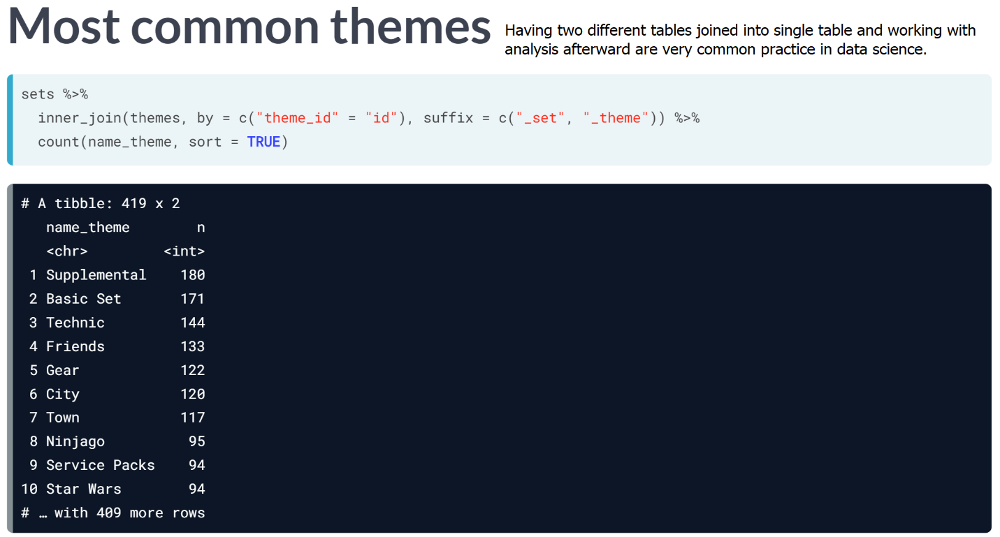 Most common themes
Having two different tables joined into single table and working with
analysis afterward are very common practice in data science.
sets %>%
  inner_join(themes, by = c("theme_id" = "id"), suffix = c("_set", "_theme")) %>%
  count(name_theme, sort = TRUE)
# A tibble: 419 x 2
   name_theme        n
   <chr>         <int>
 1 Supplemental    180
 2 Basic Set       171
 3 Technic         144
 4 Friends         133
 5 Gear            122
 6 City            120
 7 Town            117
 8 Ninjago          95
 9 Service Packs    94
10 Star Wars        94
# … with 409 more rows